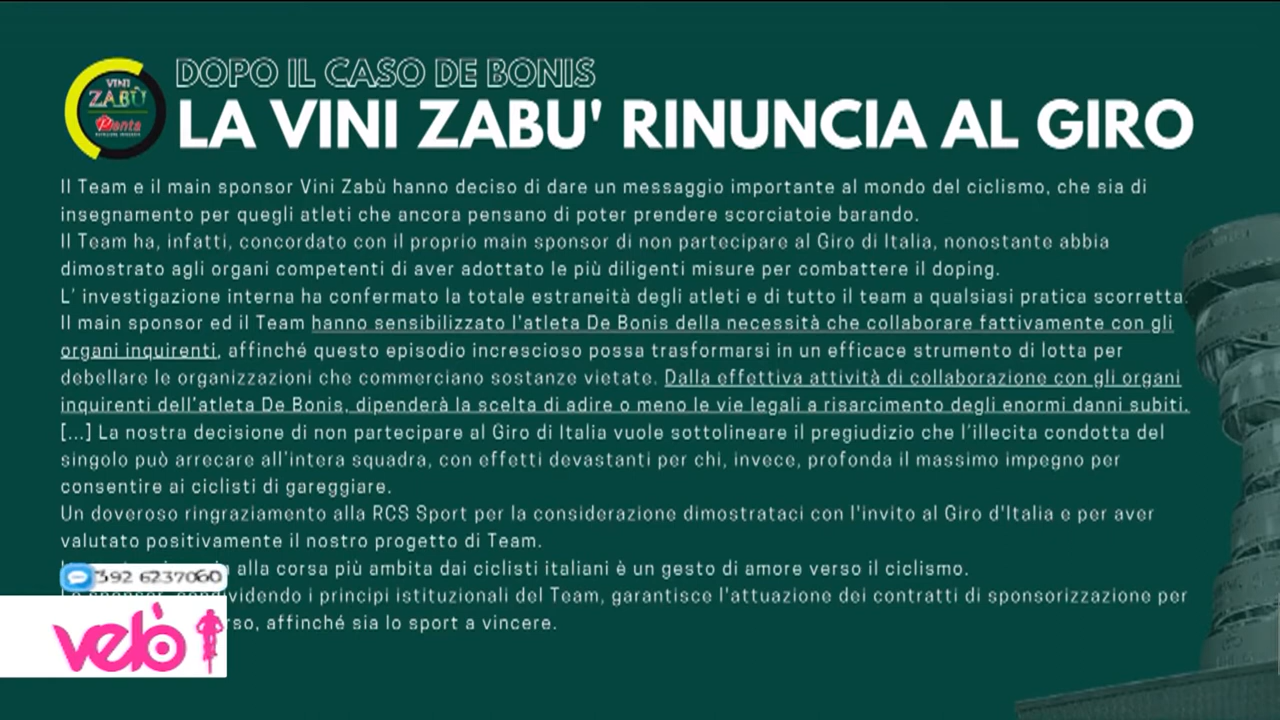 DOPO IL CASO DE BONIS
VINI
ZABÙ
LA VINI ZABU' RINUNCIA AL GIRO
Il Team e il main sponsor Vini Zabù hanno deciso di dare un messaggio importante al mondo del ciclismo, che sia di
insegnamento per quegli atleti che ancora pensano di poter prendere scorciatoie barando.
Il Team ha, infatti, concordato con il proprio main sponsor di non partecipare al Giro di Italia, nonostante abbia
dimostrato agli organi competenti di aver adottato le più diligenti misure per combattere il doping.
L' investigazione interna ha confermato la totale estraneità degli atleti e di tutto il team a qualsiasi pratica scorretta.
Il main sponsor ed il Team hanno sensibilizzato l'atleta De Bonis della necessità che collaborare fattivamente con gli
organi inquirenti, affinché questo episodio increscioso possa trasformarsi in un efficace strumento di lotta per
debellare le organizzazioni che commerciano sostanze vietate. Dalla effettiva attività di collaborazione con gli organi
inquirenti dell'atleta De Bonis, dipenderà la scelta di adire o meno le vie legali a risarcimento degli enormi danni subiti.
[...] La nostra decisione di non partecipare al Giro di Italia vuole sottolineare il pregiudizio che l'illecita condotta del
singolo può arrecare all'intera squadra, con effetti devastanti per chi, invece, profonda il massimo impegno per
consentire ai ciclisti di gareggiare.
Un doveroso ringraziamento alla RCS Sport per la considerazione dimostrataci con l'invito al Giro d'Italia e per aver
valutato positivamente il nostro progetto di Team.
alla corsa più ambita dai ciclisti italiani è un gesto di amore verso il ciclismo.
392 6237060
i principi istituzionali del Team, garantisce l'attuazione dei contratti di sponsorizzazione per
affinché sia lo sport a vincere.
velò